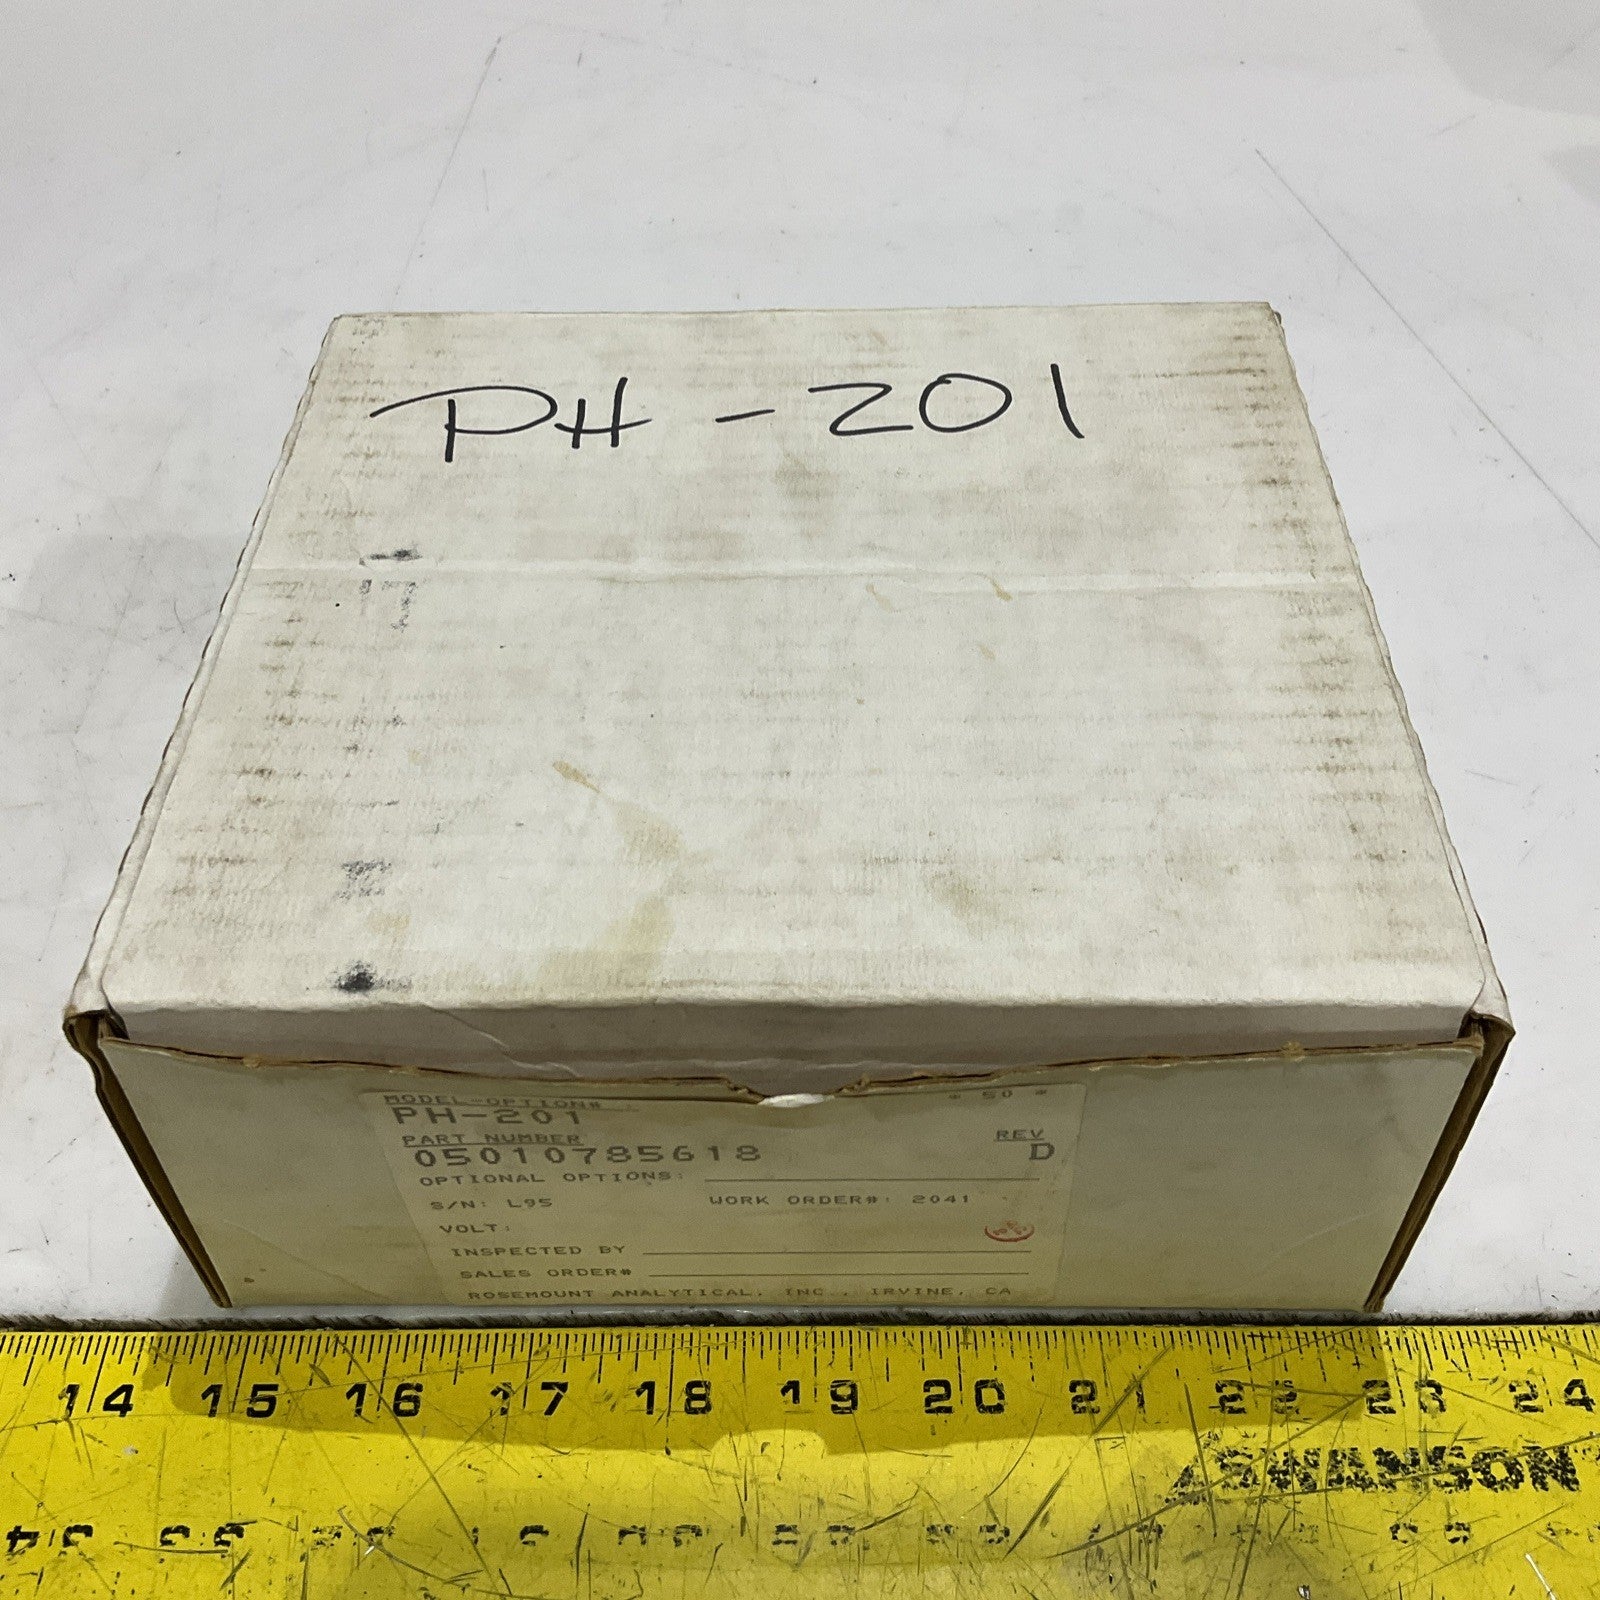 PH-201
MODEL-OPTION# * 50 *
PH-201
PART NUMBER REV
05010785618 D
OPTIONAL OPTIONS:
S/N: L95 WORK ORDER#: 2041
VOLT:
INSPECTED BY
SALES ORDER#
ROSEMOUNT ANALYTICAL, INC., IRVINE, CA
14 15 16 17 18 19 20 21 22 23 24
SWANSON